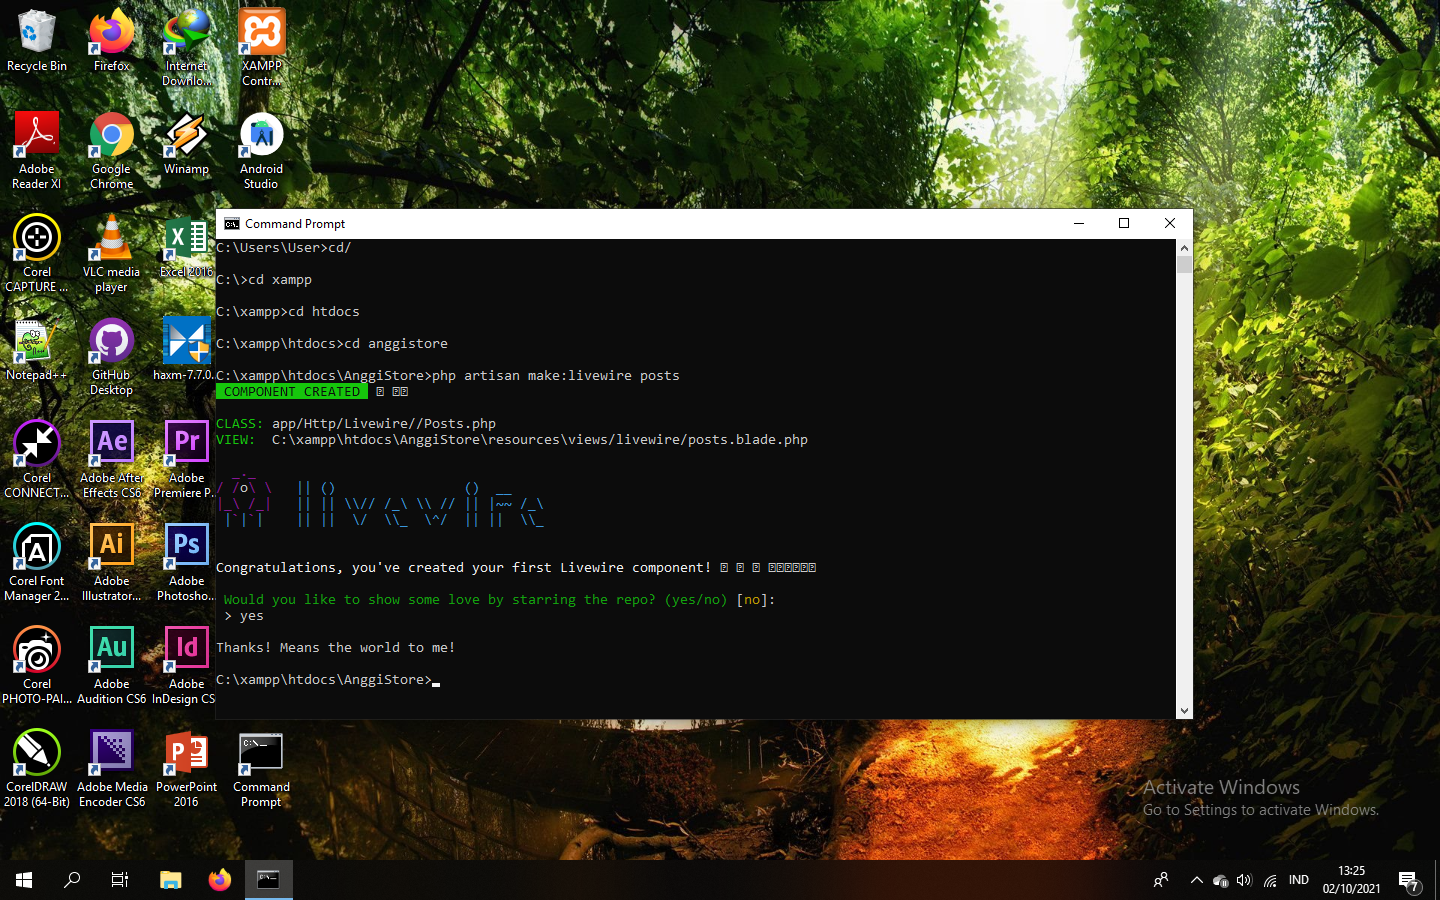 Recycle Bin
Firefox
Internet
Downlo...
XAMPP
Contr...
Adobe
Reader XI
Google
Chrome
Winamp
Android
Studio
Corel
CAPTURE ...
VLC media
player
Excel 2016
Notepad++
GitHub
Desktop
haxm-7.7.0.
Corel
CONNECT...
Ae
Adobe After
Effects CS6
Pr
Adobe
Premiere P...
Corel Font
Manager 2...
Ai
Adobe
Illustrator...
Ps
Adobe
Photosho...
Corel
PHOTO-PAI...
Au
Adobe
Audition CS6
Id
Adobe
InDesign CS
CorelDRAW
2018 (64-Bit)
Adobe Media
Encoder CS6
PowerPoint
2016
C:\._
Command
Prompt
Command Prompt
C:\Users\User>cd/
C:\>cd xampp
C:\xampp>cd htdocs
C:\xampp\htdocs>cd anggistore
C:\xampp\htdocs\AnggiStore>php artisan make:livewire posts
COMPONENT CREATED
CLASS: app/Http/Livewire//Posts.php
VIEW:  C:\xampp\htdocs\AnggiStore\resources\views/livewire/posts.blade.php
  _._
/ /o\ \   || ()                ()  __
|_\ /_|   || || \\// /_\ \\ // || |~~ /_\
 |`|`|    || ||  \/  \\_  \^/  || ||  \\_
Congratulations, you've created your first Livewire component!
Would you like to show some love by starring the repo? (yes/no) [no]:
> yes
Thanks! Means the world to me!
C:\xampp\htdocs\AnggiStore>
Activate Windows
Go to Settings to activate Windows.
IND
13:25
02/10/2021
7